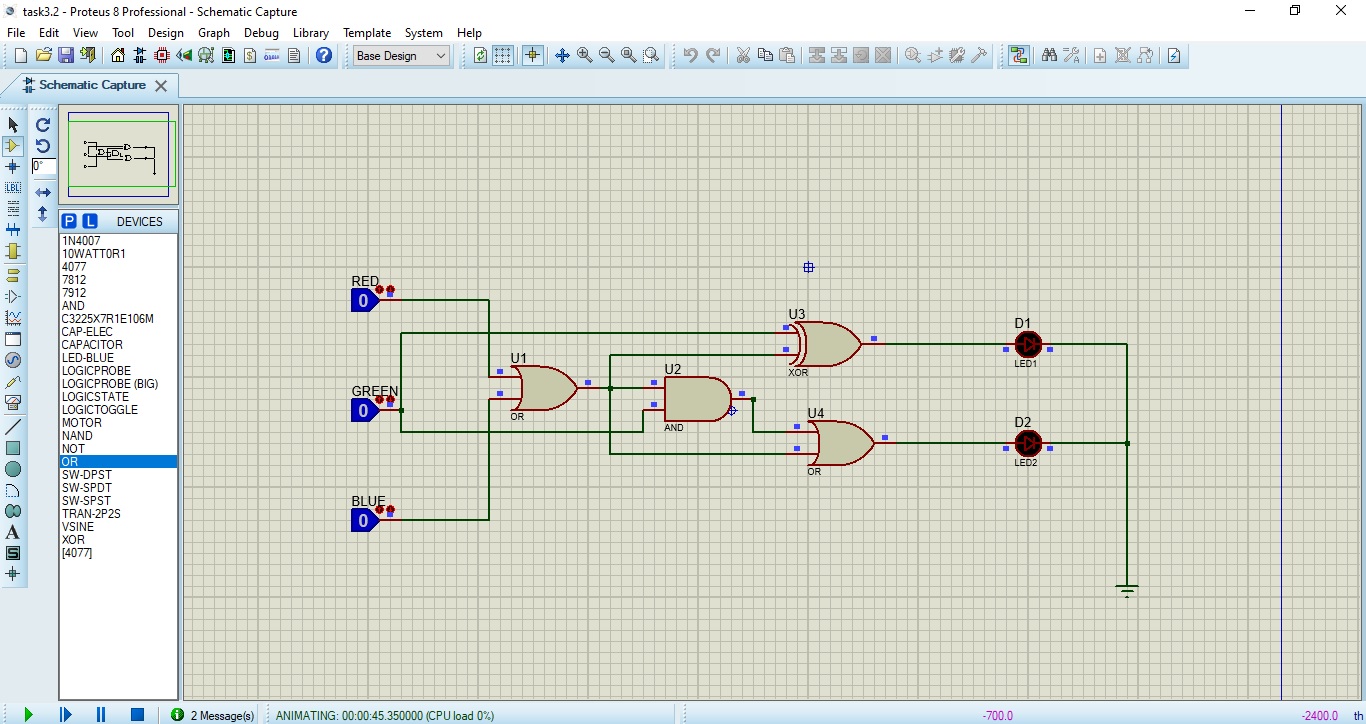 task3.2 - Proteus 8 Professional - Schematic Capture
File Edit View Tool Design Graph Debug Library Template System Help
Base Design
Schematic Capture
0°
LBL
P L DEVICES
1N4007
10WATT0R1
4077
7812
7912
AND
C3225X7R1E106M
CAP-ELEC
CAPACITOR
LED-BLUE
LOGICPROBE
LOGICPROBE (BIG)
LOGICSTATE
LOGICTOGGLE
MOTOR
NAND
NOT
OR
SW-DPST
SW-SPDT
SW-SPST
TRAN-2P2S
VSINE
XOR
[4077]
A
S
RED
0
GREEN
0
BLUE
0
U1
OR
U2
AND
U3
XOR
U4
OR
D1
LED1
D2
LED2
2 Message(s) ANIMATING: 00:00:45.350000 (CPU load 0%) -700.0 -2400.0 th